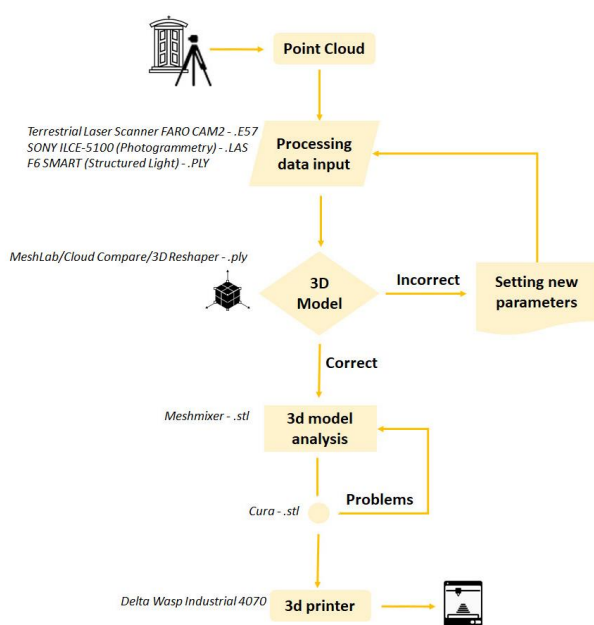 Point Cloud
Terrestrial Laser Scanner FARO CAM2 - .E57
SONY ILCE-5100 (Photogrammetry) - .LAS
F6 SMART (Structured Light) - .PLY
Processing
data input
MeshLab/Cloud Compare/3D Reshaper - .ply
3D
Model
Incorrect
Setting new
parameters
Correct
Meshmixer - .stl
3d model
analysis
Cura - .stl
Problems
Delta Wasp Industrial 4070
3d printer